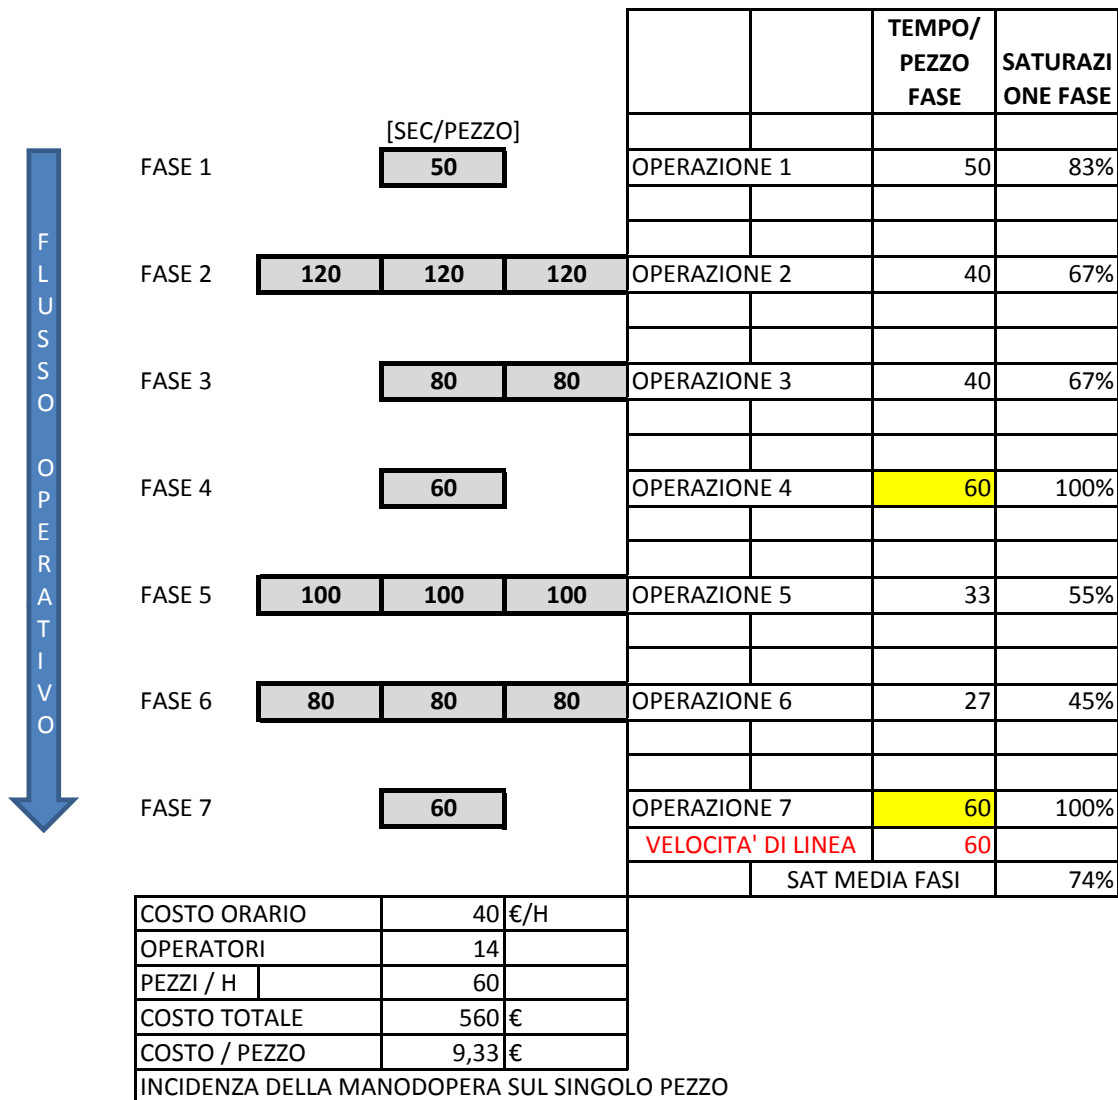 TEMPO/
PEZZO
FASE
SATURAZI
ONE FASE
[SEC/PEZZO]
FLUSSO OPERATIVO
FASE 1 50 OPERAZIONE 1 50 83%
FASE 2 120 120 120 OPERAZIONE 2 40 67%
FASE 3 80 80 OPERAZIONE 3 40 67%
FASE 4 60 OPERAZIONE 4 60 100%
FASE 5 100 100 100 OPERAZIONE 5 33 55%
FASE 6 80 80 80 OPERAZIONE 6 27 45%
FASE 7 60 OPERAZIONE 7 60 100%
VELOCITA' DI LINEA 60
SAT MEDIA FASI 74%
COSTO ORARIO 40 €/H
OPERATORI 14
PEZZI / H 60
COSTO TOTALE 560 €
COSTO / PEZZO 9,33 €
INCIDENZA DELLA MANODOPERA SUL SINGOLO PEZZO